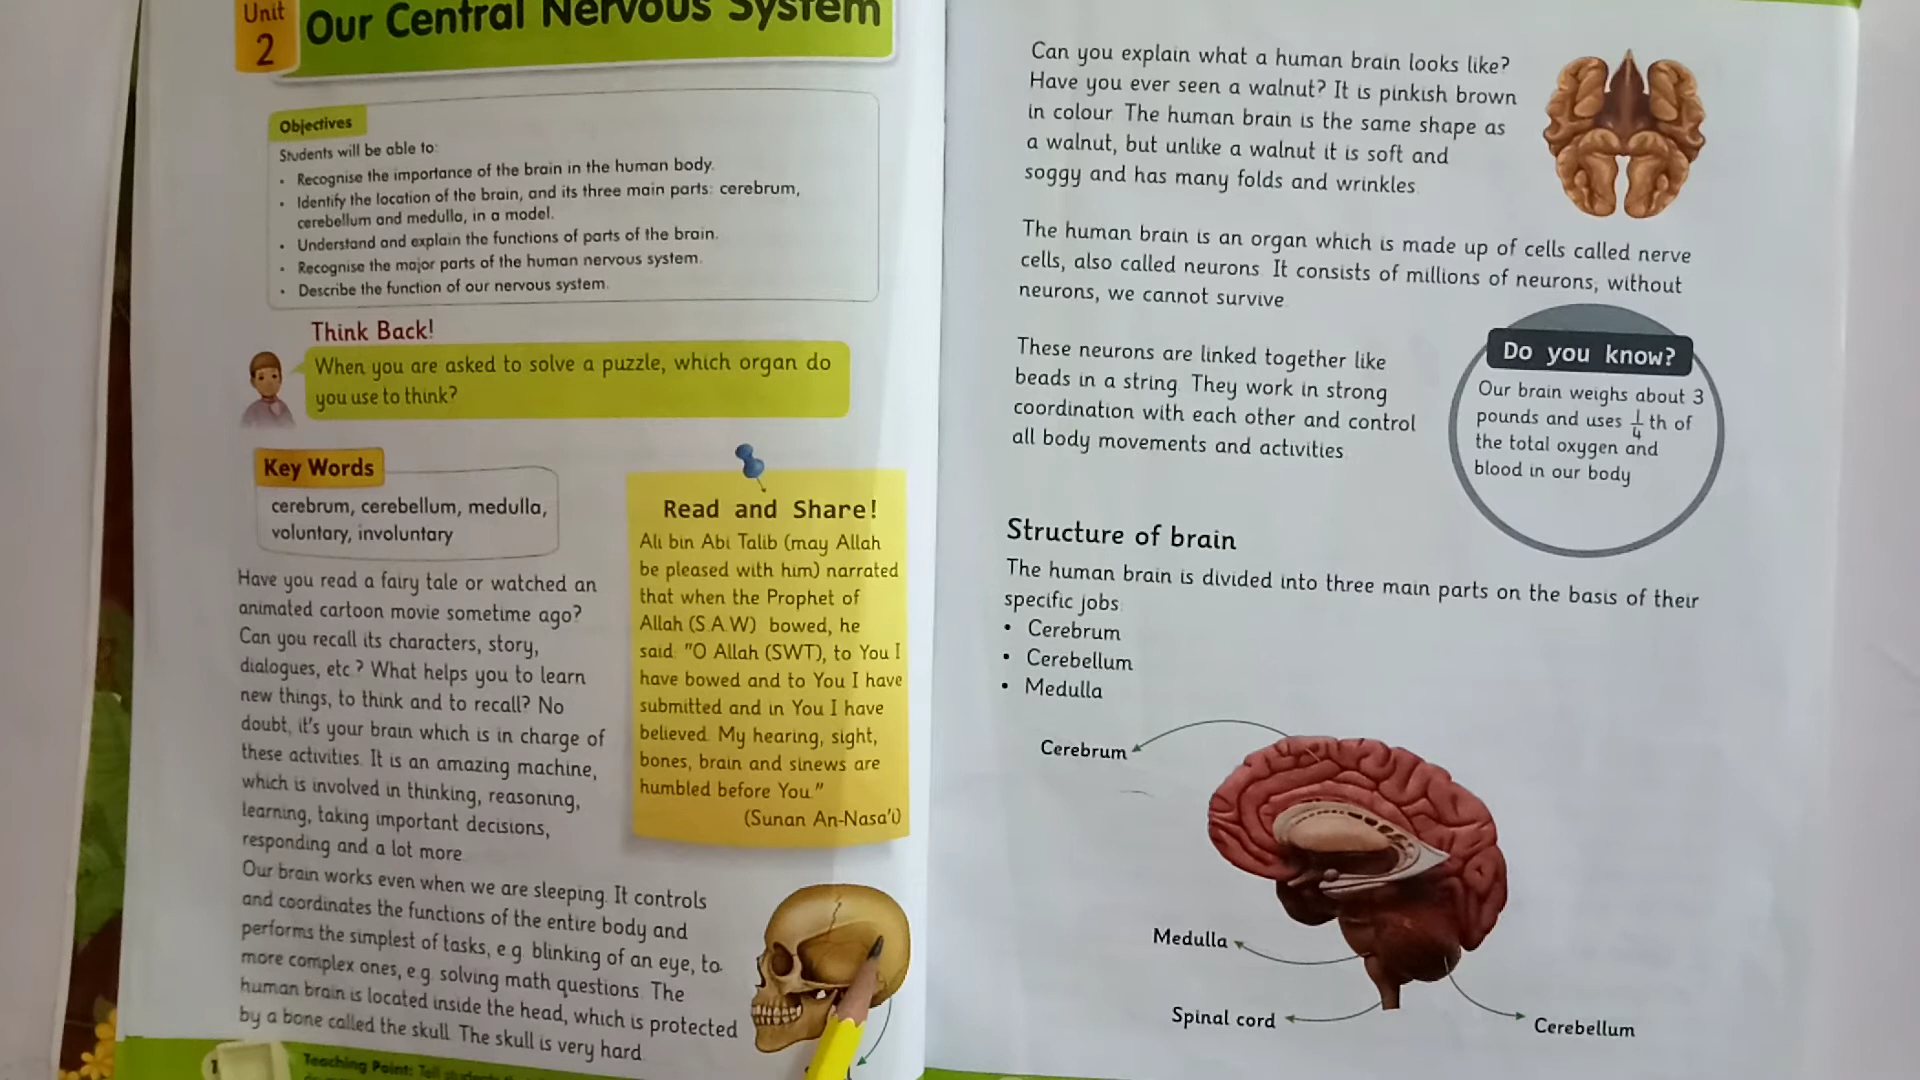 Unit
2
Our Central Nervous System
Objectives
Students will be able to:
• Recognise the importance of the brain in the human body.
• Identify the location of the brain, and its three main parts: cerebrum,
cerebellum and medulla, in a model.
• Understand and explain the functions of parts of the brain.
• Recognise the major parts of the human nervous system.
• Describe the function of our nervous system.
Think Back!
When you are asked to solve a puzzle, which organ do
you use to think?
Key Words
cerebrum, cerebellum, medulla,
voluntary, involuntary
Have you read a fairy tale or watched an
animated cartoon movie sometime ago?
Can you recall its characters, story,
dialogues, etc? What helps you to learn
new things, to think and to recall? No
doubt, it's your brain which is in charge of
these activities. It is an amazing machine,
which is involved in thinking, reasoning,
learning, taking important decisions,
responding and a lot more.
Read and Share!
Ali bin Abi Talib (may Allah
be pleased with him) narrated
that when the Prophet of
Allah (S.A.W) bowed, he
said: "O Allah (SWT), to You I
have bowed and to You I have
submitted and in You I have
believed. My hearing, sight,
bones, brain and sinews are
humbled before You."
(Sunan An-Nasa'i)
Our brain works even when we are sleeping. It controls
and coordinates the functions of the entire body and
performs the simplest of tasks, e.g. blinking of an eye, to
more complex ones, e.g. solving math questions. The
human brain is located inside the head, which is protected
by a bone called the skull. The skull is very hard.
Teaching Point: Tell
Can you explain what a human brain looks like?
Have you ever seen a walnut? It is pinkish brown
in colour. The human brain is the same shape as
a walnut, but unlike a walnut it is soft and
soggy and has many folds and wrinkles.
The human brain is an organ which is made up of cells called nerve
cells, also called neurons. It consists of millions of neurons; without
neurons, we cannot survive.
These neurons are linked together like
beads in a string. They work in strong
coordination with each other and control
all body movements and activities.
Do you know?
Our brain weighs about 3
pounds and uses 1/4 th of
the total oxygen and
blood in our body
Structure of brain
The human brain is divided into three main parts on the basis of their
specific jobs.
• Cerebrum
• Cerebellum
• Medulla
Cerebrum
Medulla
Spinal cord
Cerebellum